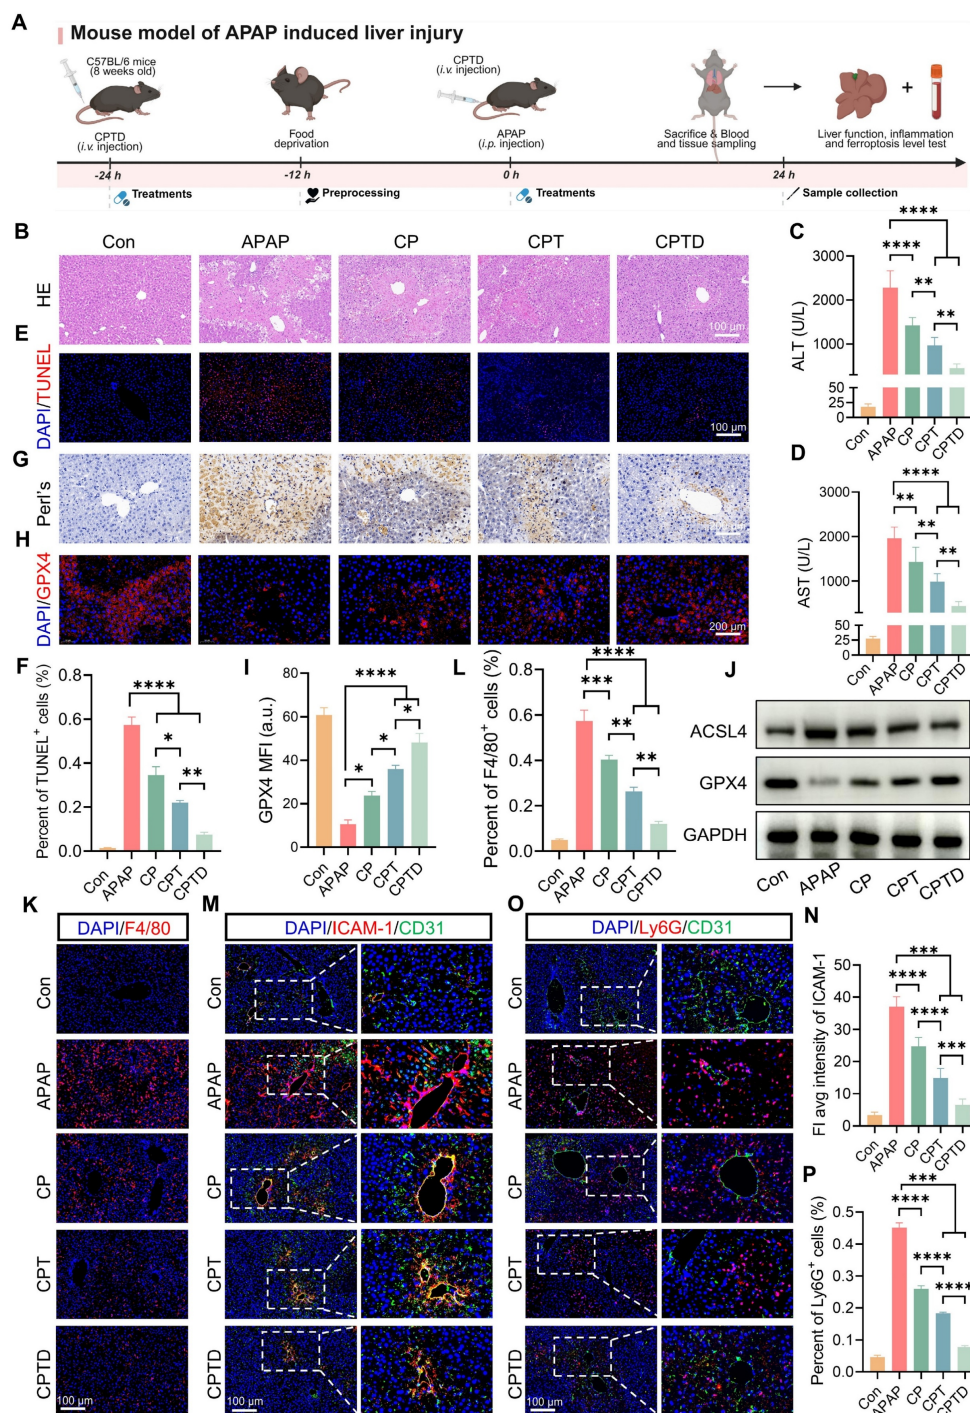 A
Mouse model of APAP induced liver injury
C57BL/6 mice
(8 weeks old)
CPTD
(i.v. injection)
Food
deprivation
CPTD
(i.v. injection)
APAP
(i.p. injection)
Sacrifice & Blood
and tissue sampling
+
Liver function, inflammation
and ferroptosis level test
-24 h
-12 h
0 h
24 h
Treatments
Preprocessing
Treatments
Sample collection
B
Con
APAP
CP
CPT
CPTD
HE
100 μm
C
ALT (U/L)
3000
2000
1000
50
25
0
****
****
**
**
Con
APAP
CP
CPT
CPTD
E
DAPI/TUNEL
100 μm
G
Perl's
D
AST (U/L)
3000
2000
1000
50
25
0
****
**
**
**
Con
APAP
CP
CPT
CPTD
H
DAPI/GPX4
200 μm
F
Percent of TUNEL+ cells (%)
0.8
0.6
0.4
0.2
0.0
****
*
**
Con
APAP
CP
CPT
CPTD
I
GPX4 MFI (a.u.)
80
60
40
20
0
****
*
*
*
Con
APAP
CP
CPT
CPTD
L
Percent of F4/80+ cells (%)
0.8
0.6
0.4
0.2
0.0
****
***
**
**
Con
APAP
CP
CPT
CPTD
J
ACSL4
GPX4
GAPDH
Con
APAP
CP
CPT
CPTD
K
DAPI/F4/80
Con
APAP
CP
CPT
CPTD
100 μm
M
DAPI/ICAM-1/CD31
Con
APAP
CP
CPT
CPTD
100 μm
O
DAPI/Ly6G/CD31
Con
APAP
CP
CPT
CPTD
100 μm
N
FI avg intensity of ICAM-1
50
40
30
20
10
0
***
****
****
***
Con
APAP
CP
CPT
CPTD
P
Percent of Ly6G+ cells (%)
0.5
0.4
0.3
0.2
0.1
0.0
***
****
****
****
Con
APAP
CP
CPT
CPTD